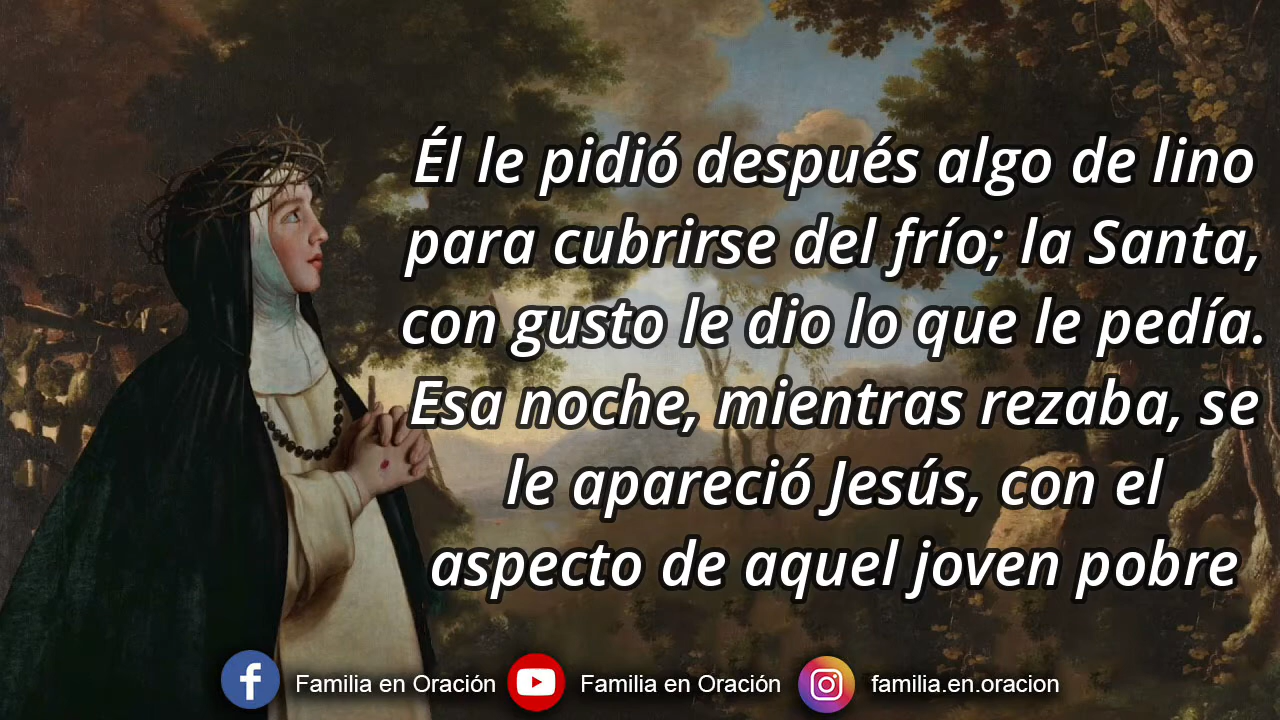 Él le pidió después algo de lino
para cubrirse del frío; la Santa,
con gusto le dio lo que le pedía.
Esa noche, mientras rezaba, se
le apareció Jesús, con el
aspecto de aquel joven pobre
Familia en Oración Familia en Oración familia.en.oracion